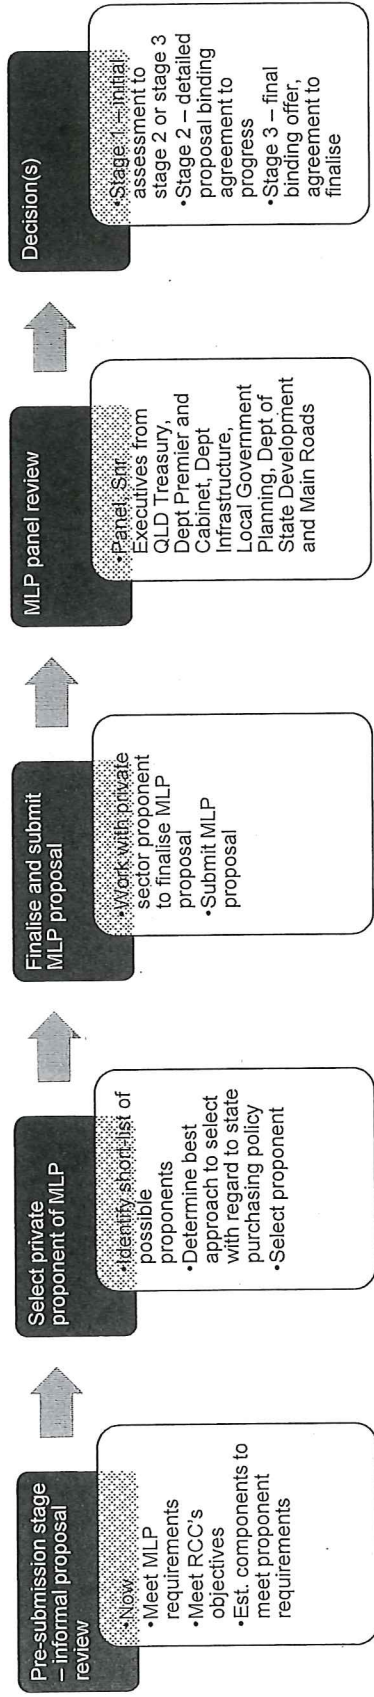 Pre-submission stage
– informal proposal
review
•Now
•Meet MLP
requirements
•Meet RCC's
objectives
•Est. components to
meet proponent
requirements
Select private
proponent of MLP
•Identify short list of
possible
proponents
•Determine best
approach to select
with regard to state
purchasing policy
•Select proponent
Finalise and submit
MLP proposal
•Work with private
sector proponent
to finalise MLP
proposal
•Submit MLP
proposal
MLP panel review
•Panel, Snr
Executives from
QLD Treasury,
Dept Premier and
Cabinet, Dept
Infrastructure,
Local Government
Planning, Dept of
State Development
and Main Roads
Decision(s)
•Stage 1 – initial
assessment to
stage 2 or stage 3
•Stage 2 – detailed
proposal binding
agreement to
progress
•Stage 3 – final
binding offer,
agreement to
finalise